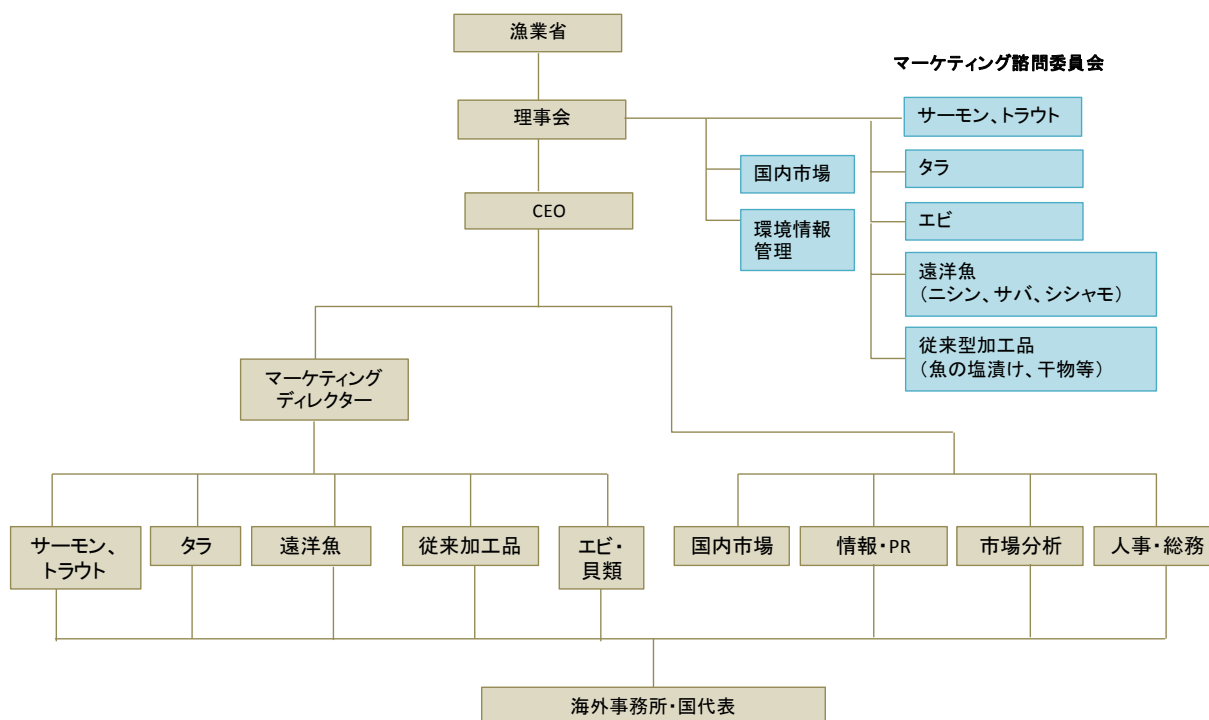 漁業省
マーケティング諮問委員会
理事会
サーモン、トラウト
国内市場
タラ
CEO
環境情報
管理
エビ
遠洋魚
（ニシン、サバ、シシャモ）
従来型加工品
（魚の塩漬け、干物等）
マーケティング
ディレクター
サーモン、
トラウト
タラ
遠洋魚
従来加工品
エビ・
貝類
国内市場
情報・PR
市場分析
人事・総務
海外事務所・国代表